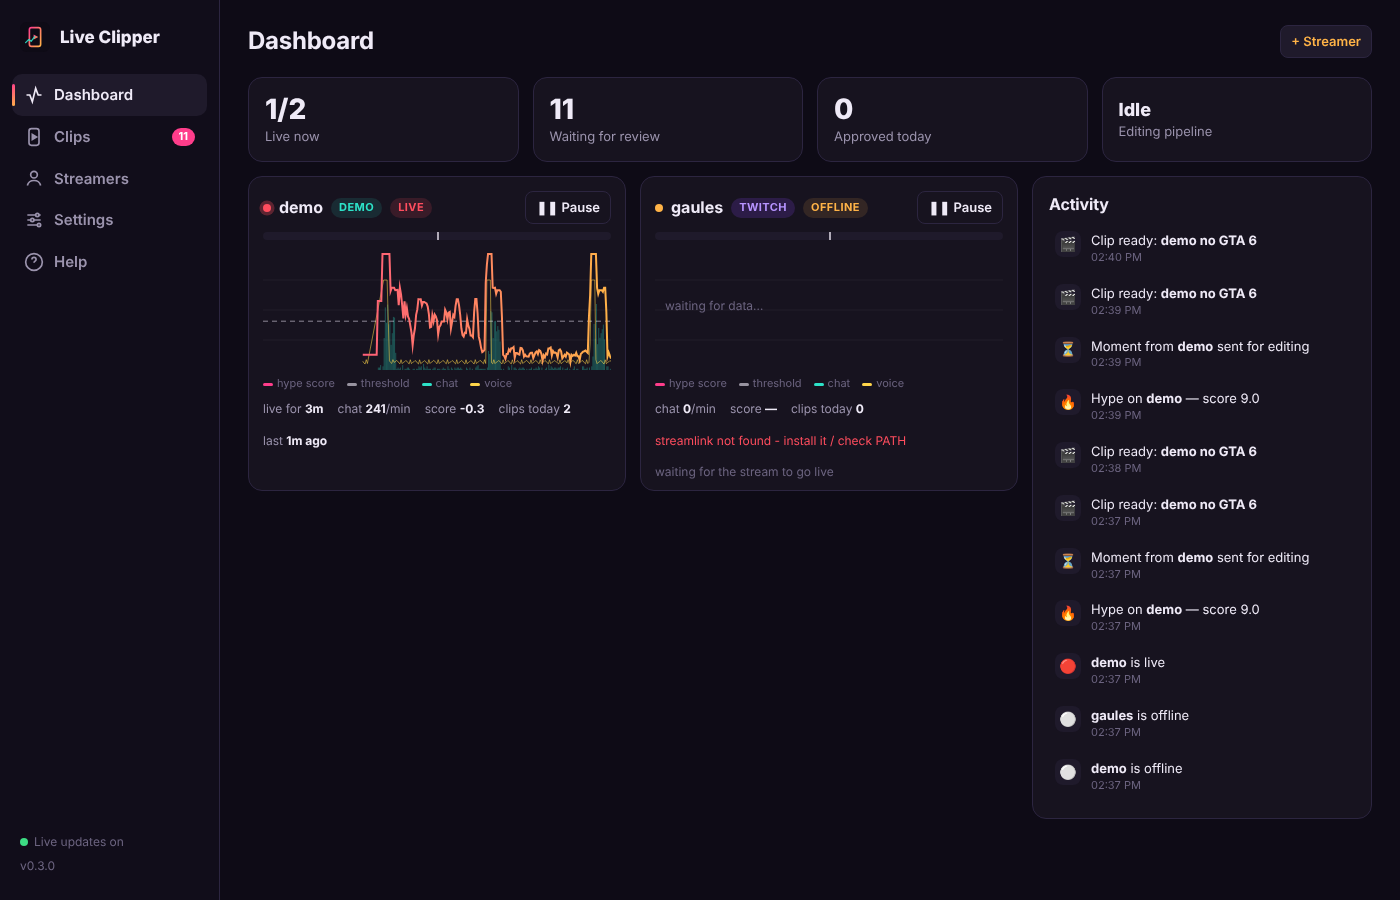 Live Clipper
Dashboard
Clips
11
Streamers
Settings
Help
Live updates on
v0.3.0
Dashboard
+ Streamer
1/2
Live now
11
Waiting for review
0
Approved today
Idle
Editing pipeline
demo DEMO LIVE
Pause
hype score threshold chat voice
live for 3m chat 241/min score -0.3 clips today 2
last 1m ago
gaules TWITCH OFFLINE
Pause
waiting for data...
hype score threshold chat voice
chat 0/min score — clips today 0
streamlink not found - install it / check PATH
waiting for the stream to go live
Activity
Clip ready: demo no GTA 6
02:40 PM
Clip ready: demo no GTA 6
02:39 PM
Moment from demo sent for editing
02:39 PM
Hype on demo — score 9.0
02:39 PM
Clip ready: demo no GTA 6
02:38 PM
Clip ready: demo no GTA 6
02:37 PM
Moment from demo sent for editing
02:37 PM
Hype on demo — score 9.0
02:37 PM
demo is live
02:37 PM
gaules is offline
02:37 PM
demo is offline
02:37 PM